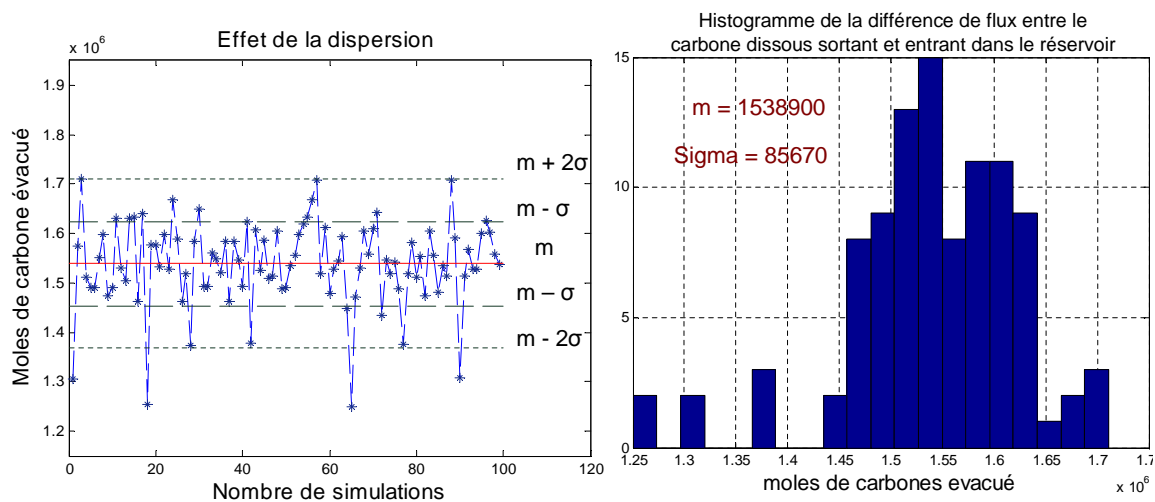 Effet de la dispersion
x 10⁶
Moles de carbone évacué
1.9
1.8
1.7
1.6
1.5
1.4
1.3
1.2
m + 2σ
m - σ
m
m – σ
m - 2σ
0 20 40 60 80 100 120
Nombre de simulations
Histogramme de la différence de flux entre le
carbone dissous sortant et entrant dans le réservoir
15
10
5
0
m = 1538900
Sigma = 85670
1.25 1.3 1.35 1.4 1.45 1.5 1.55 1.6 1.65 1.7 1.7
moles de carbones evacué
x 10⁶